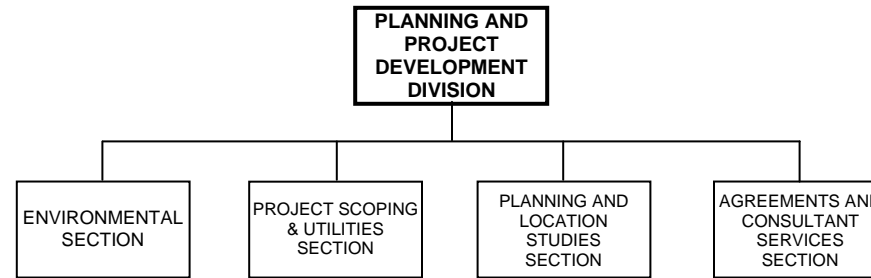 PLANNING AND
PROJECT
DEVELOPMENT
DIVISION
ENVIRONMENTAL
SECTION
PROJECT SCOPING
& UTILITIES
SECTION
PLANNING AND
LOCATION
STUDIES
SECTION
AGREEMENTS AND
CONSULTANT
SERVICES
SECTION